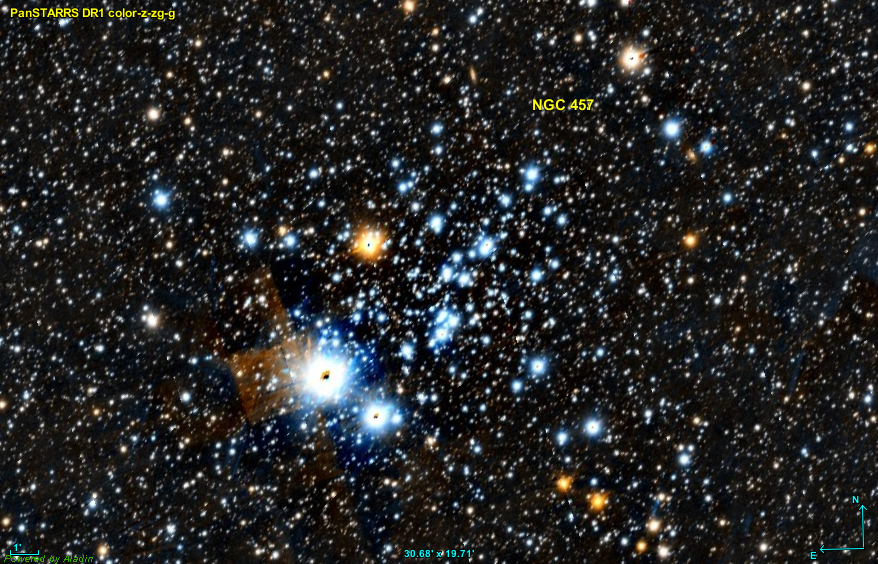 PanSTARRS DR1 color-z-zg-g
NGC 457
N
1'
E
Powered by Aladin
30.68' x 19.71'